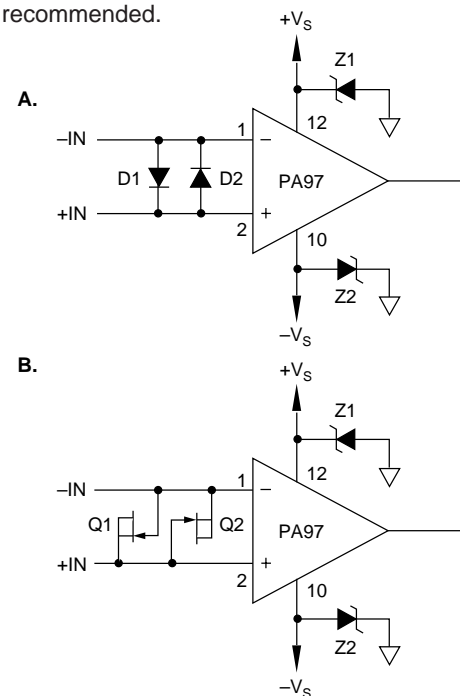 recommended.
+VS
Z1
A.
12
–IN
1
–
D1
D2
PA97
+IN
+
2
10
Z2
–VS
B.
+VS
Z1
12
–IN
1
–
Q1
Q2
PA97
+IN
+
2
10
Z2
–VS